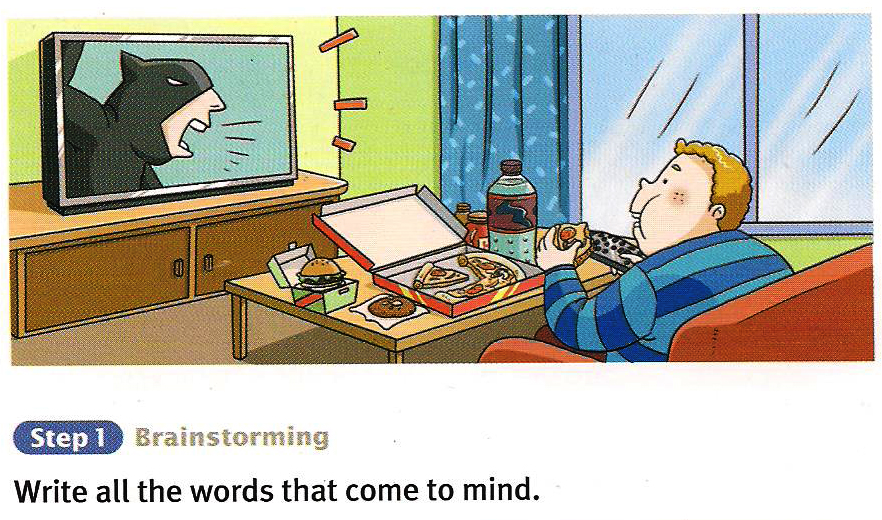 Step 1 Brainstorming
Write all the words that come to mind.